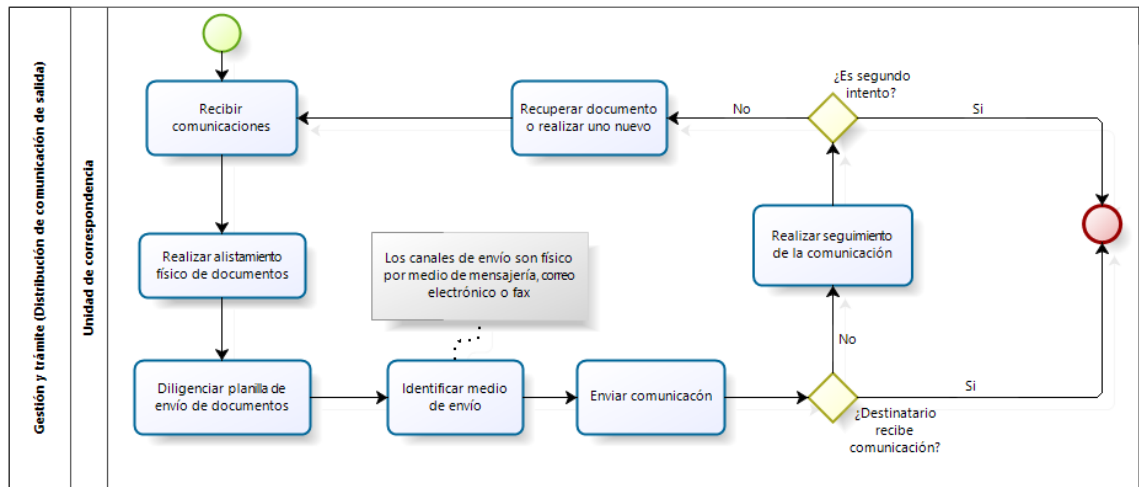 Gestión y trámite (Distribución de comunicación de salida)
Unidad de correspondencia
Recibir
comunicaciones
Recuperar documento
o realizar uno nuevo
No
¿Es segundo
intento?
Si
Realizar alistamiento
físico de documentos
Los canales de envío son físico
por medio de mensajería, correo
electrónico o fax
Realizar seguimiento
de la comunicación
No
Diligenciar planilla de
envío de documentos
Identificar medio
de envío
Enviar comunicacón
Si
¿Destinatario
recibe
comunicación?